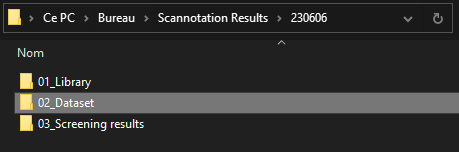 Ce PC > Bureau > Scannotation Results > 230606
Nom
01_Library
02_Dataset
03_Screening results